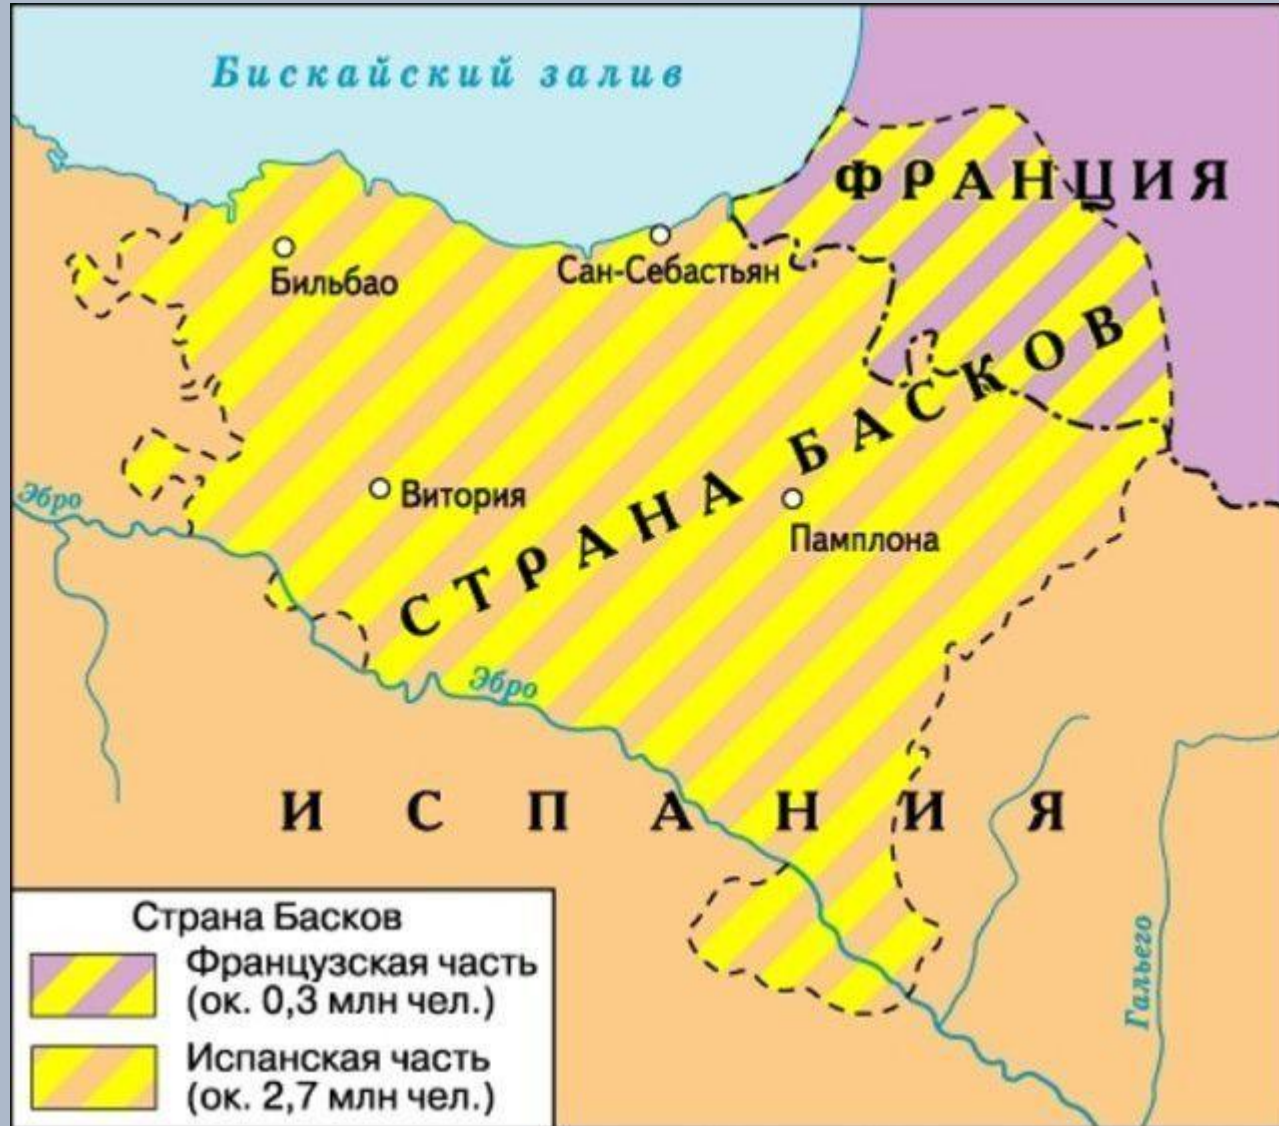 Бискайский залив
ФРАНЦИЯ
Бильбао
Сан-Себастьян
СТРАНА БАСКОВ
Эбро
Витория
Памплона
Эбро
ИСПАНИЯ
Гальего
Страна Басков
Французская часть
(ок. 0,3 млн чел.)
Испанская часть
(ок. 2,7 млн чел.)